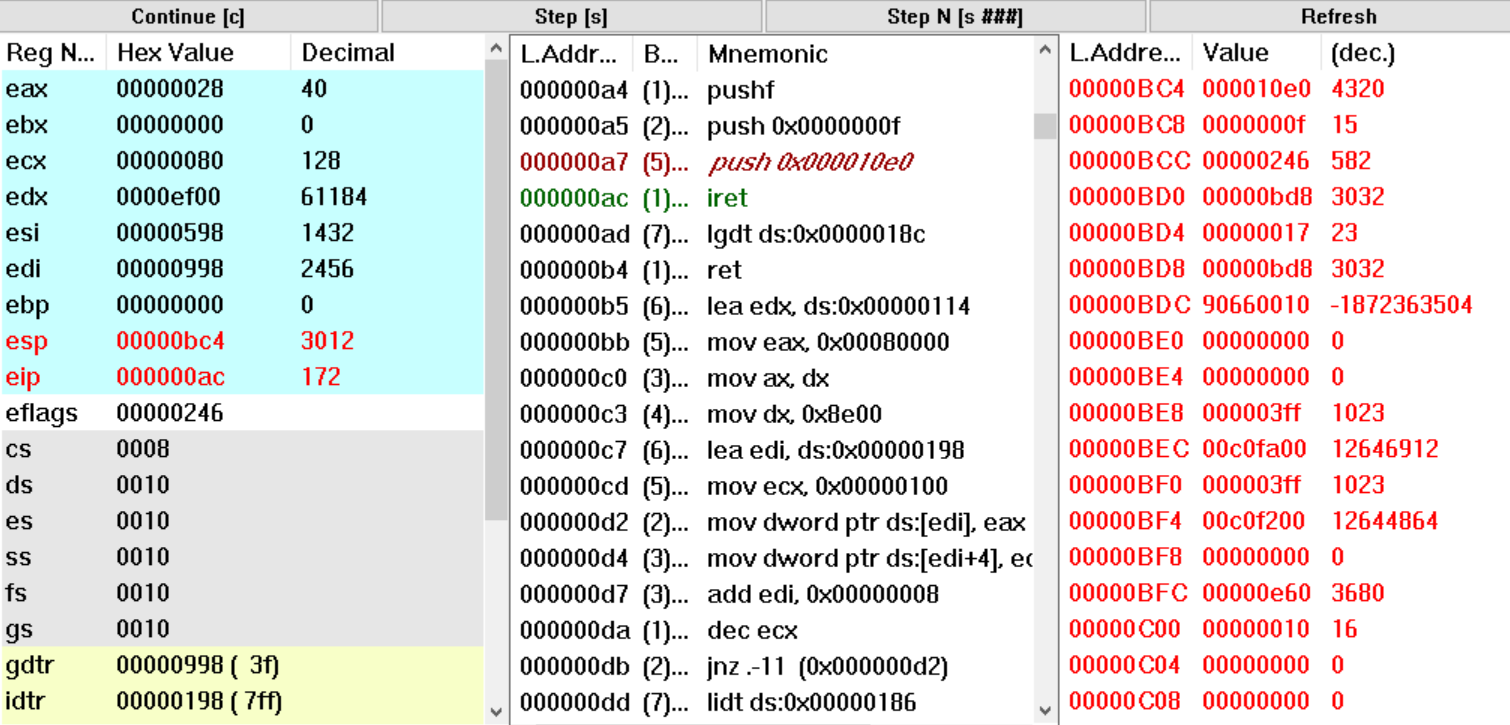 Continue [c] Step [s] Step N [s ###] Refresh
Reg N... Hex Value Decimal L.Addr... B... Mnemonic L.Addre... Value (dec.)
eax 00000028 40 000000a4 (1)... pushf 00000BC4 000010e0 4320
ebx 00000000 0 000000a5 (2)... push 0x0000000f 00000BC8 0000000f 15
ecx 00000080 128 000000a7 (5)... push 0x000010e0 00000BCC 00000246 582
edx 0000ef00 61184 000000ac (1)... iret 00000BD0 00000bd8 3032
esi 00000598 1432 000000ad (7)... lgdt ds:0x0000018c 00000BD4 00000017 23
edi 00000998 2456 000000b4 (1)... ret 00000BD8 00000bd8 3032
ebp 00000000 0 000000b5 (6)... lea edx, ds:0x00000114 00000BDC 90660010 -1872363504
esp 00000bc4 3012 000000bb (5)... mov eax, 0x00080000 00000BE0 00000000 0
eip 000000ac 172 000000c0 (3)... mov ax, dx 00000BE4 00000000 0
eflags 00000246 000000c3 (4)... mov dx, 0x8e00 00000BE8 000003ff 1023
cs 0008 000000c7 (6)... lea edi, ds:0x00000198 00000BEC 00c0fa00 12646912
ds 0010 000000cd (5)... mov ecx, 0x00000100 00000BF0 000003ff 1023
es 0010 000000d2 (2)... mov dword ptr ds:[edi], eax 00000BF4 00c0f200 12644864
ss 0010 000000d4 (3)... mov dword ptr ds:[edi+4], 00000BF8 00000000 0
fs 0010 000000d7 (3)... add edi, 0x00000008 00000BFC 00000e60 3680
gs 0010 000000da (1)... dec ecx 00000C00 00000010 16
gdtr 00000998 ( 3f) 000000db (2)... jnz .-11 (0x000000d2) 00000C04 00000000 0
idtr 00000198 ( 7ff) 000000dd (7)... lidt ds:0x00000186 00000C08 00000000 0